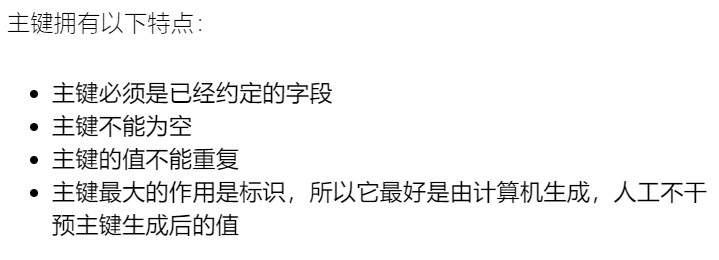 主键拥有以下特点：
主键必须是已经约定的字段
主键不能为空
主键的值不能重复
主键最大的作用是标识，所以它最好是由计算机生成，人工不干
预主键生成后的值